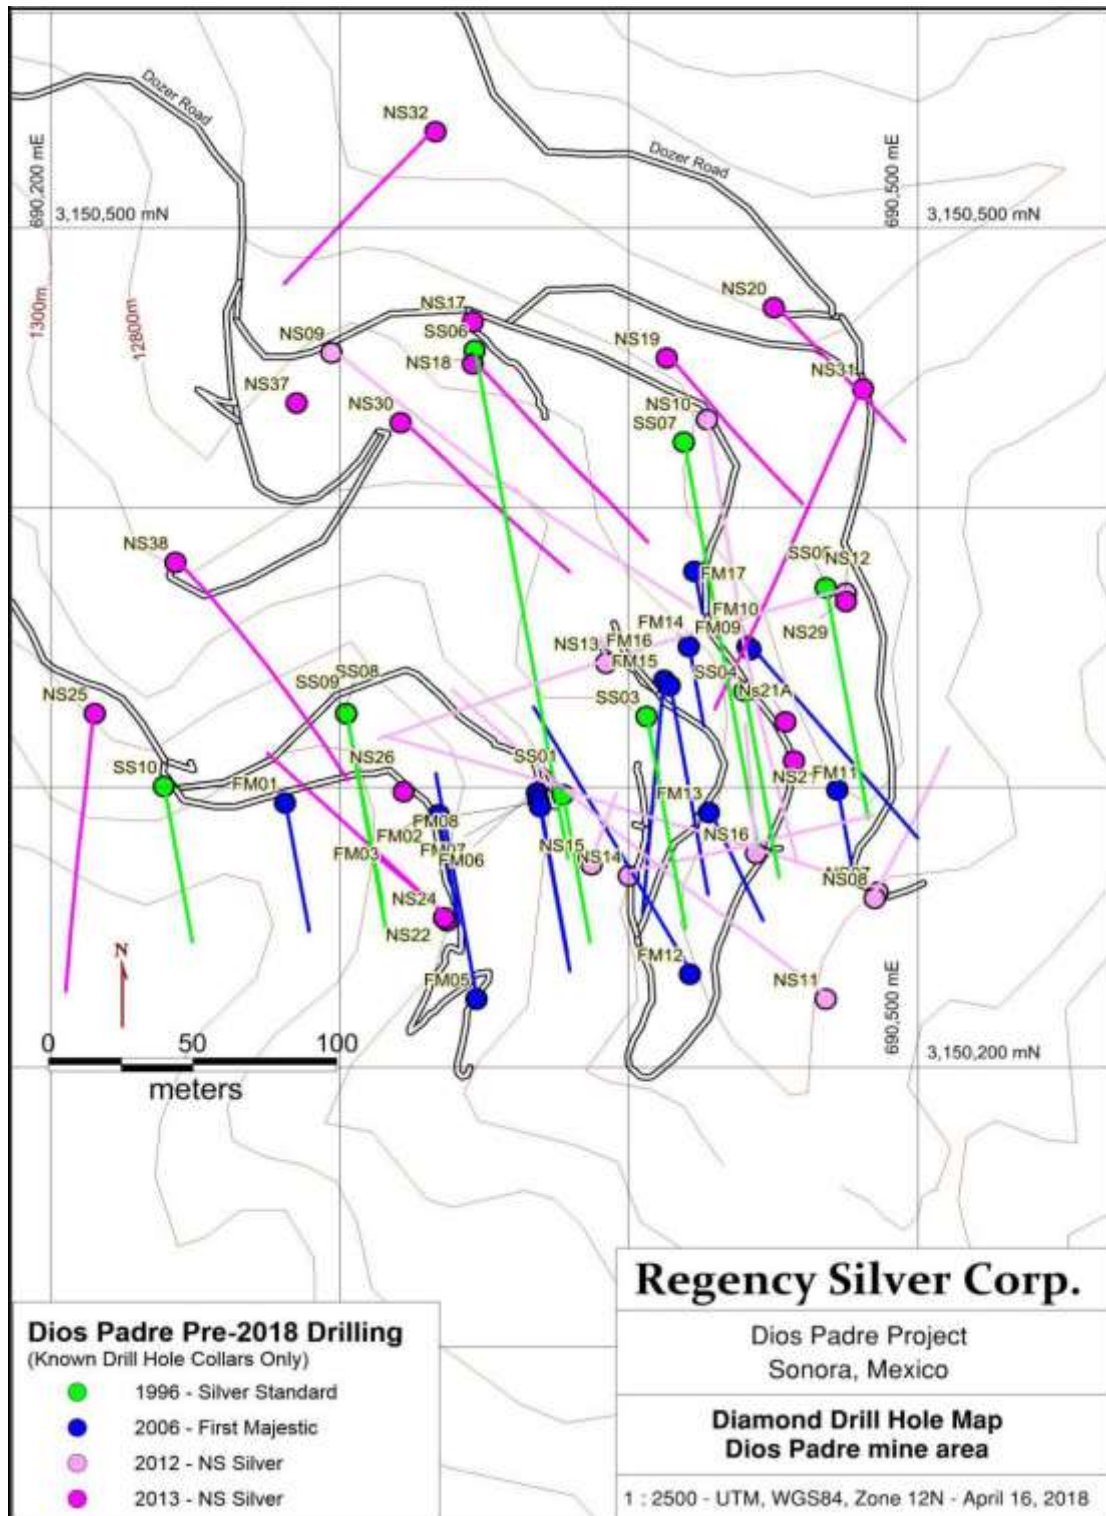 Dozer Road
NS32
690,200 mE
3,150,500 mN
Dozer Road
690,500 mE
3,150,500 mN
1300m
12800m
NS20
NS17
NS09
SS06
NS18
NS19
NS31
NS37
NS30
NS10
SS07
NS38
FM17
NS12
FM10
FM14
FM09
NS29
NS13
FM16
FM15
SS08
SS09
SS04
Ns21A
NS25
SS03
NS26
SS01
SS10
FM01
FM11
FM08
FM02
FM13
FM03
FM06
NS16
NS15
NS14
NS08
NS24
NS22
FM05
FM12
NS11
N
690,500 mE
3,150,200 mN
0 50 100
meters
Regency Silver Corp.
Dios Padre Project
Sonora, Mexico
Diamond Drill Hole Map
Dios Padre mine area
1 : 2500 - UTM, WGS84, Zone 12N - April 16, 2018
Dios Padre Pre-2018 Drilling
(Known Drill Hole Collars Only)
1996 - Silver Standard
2006 - First Majestic
2012 - NS Silver
2013 - NS Silver